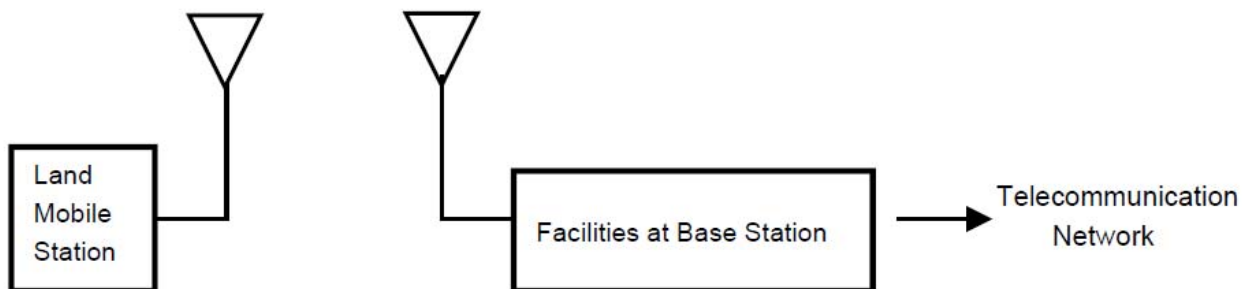 Land
Mobile
Station
Facilities at Base Station
Telecommunication
Network